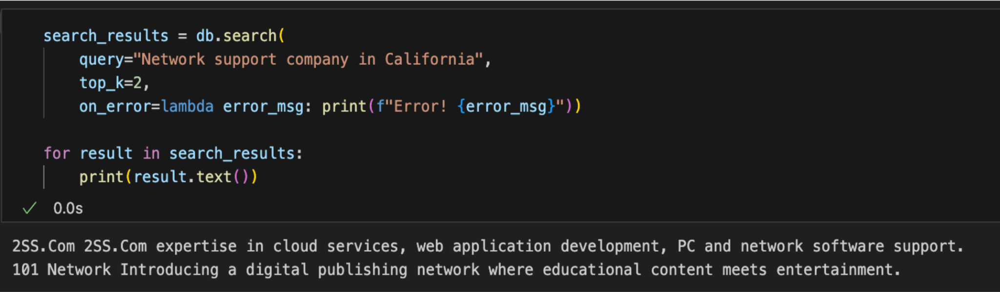 search_results = db.search(
    query="Network support company in California",
    top_k=2,
    on_error=lambda error_msg: print(f"Error! {error_msg}"))
for result in search_results:
    print(result.text())
0.0s
2SS.Com 2SS.Com expertise in cloud services, web application development, PC and network software support.
101 Network Introducing a digital publishing network where educational content meets entertainment.